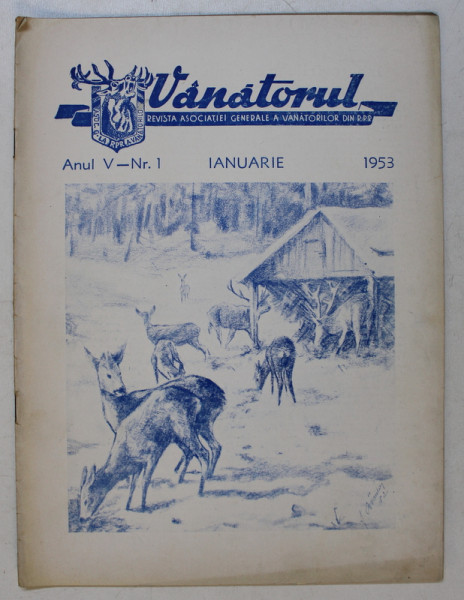 Vânătorul
REVISTA ASOCIAȚIEI GENERALE A VÂNĂTORILOR DIN R.P.R.
Anul V—Nr. 1 IANUARIE 1953